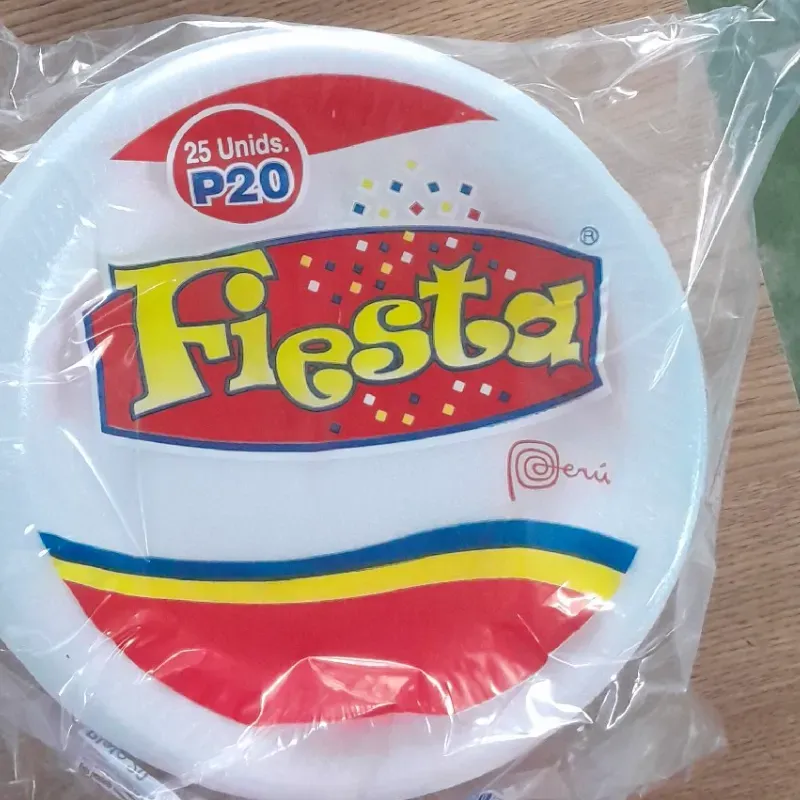 25 Unids.
P20
®
Fiesta
Perú